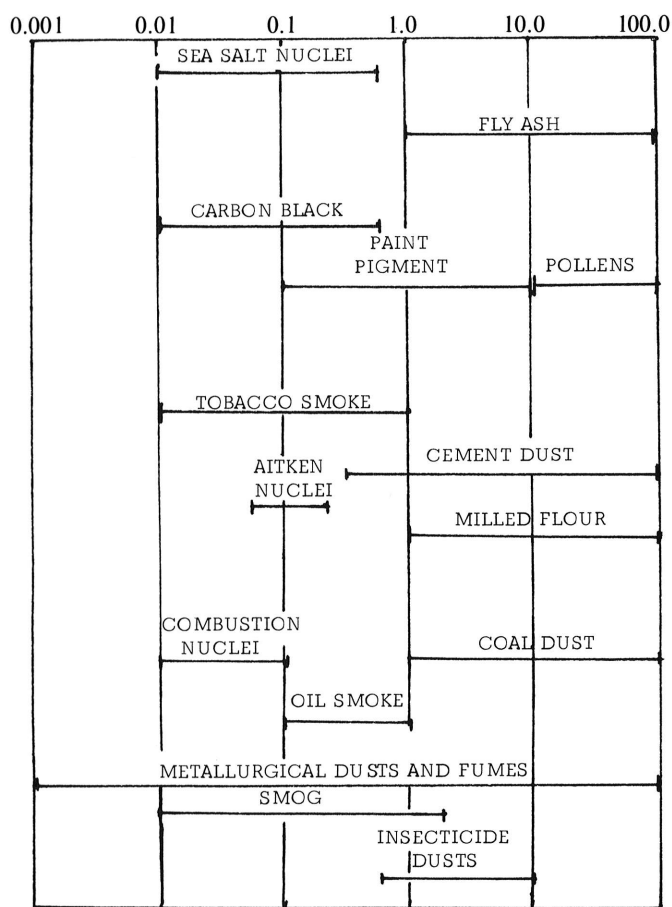 0.001 0.01 0.1 1.0 10.0 100.0
SEA SALT NUCLEI
FLY ASH
CARBON BLACK
PAINT
PIGMENT
POLLENS
TOBACCO SMOKE
CEMENT DUST
AITKEN
NUCLEI
MILLED FLOUR
COMBUSTION
NUCLEI
COAL DUST
OIL SMOKE
METALLURGICAL DUSTS AND FUMES
SMOG
INSECTICIDE
DUSTS